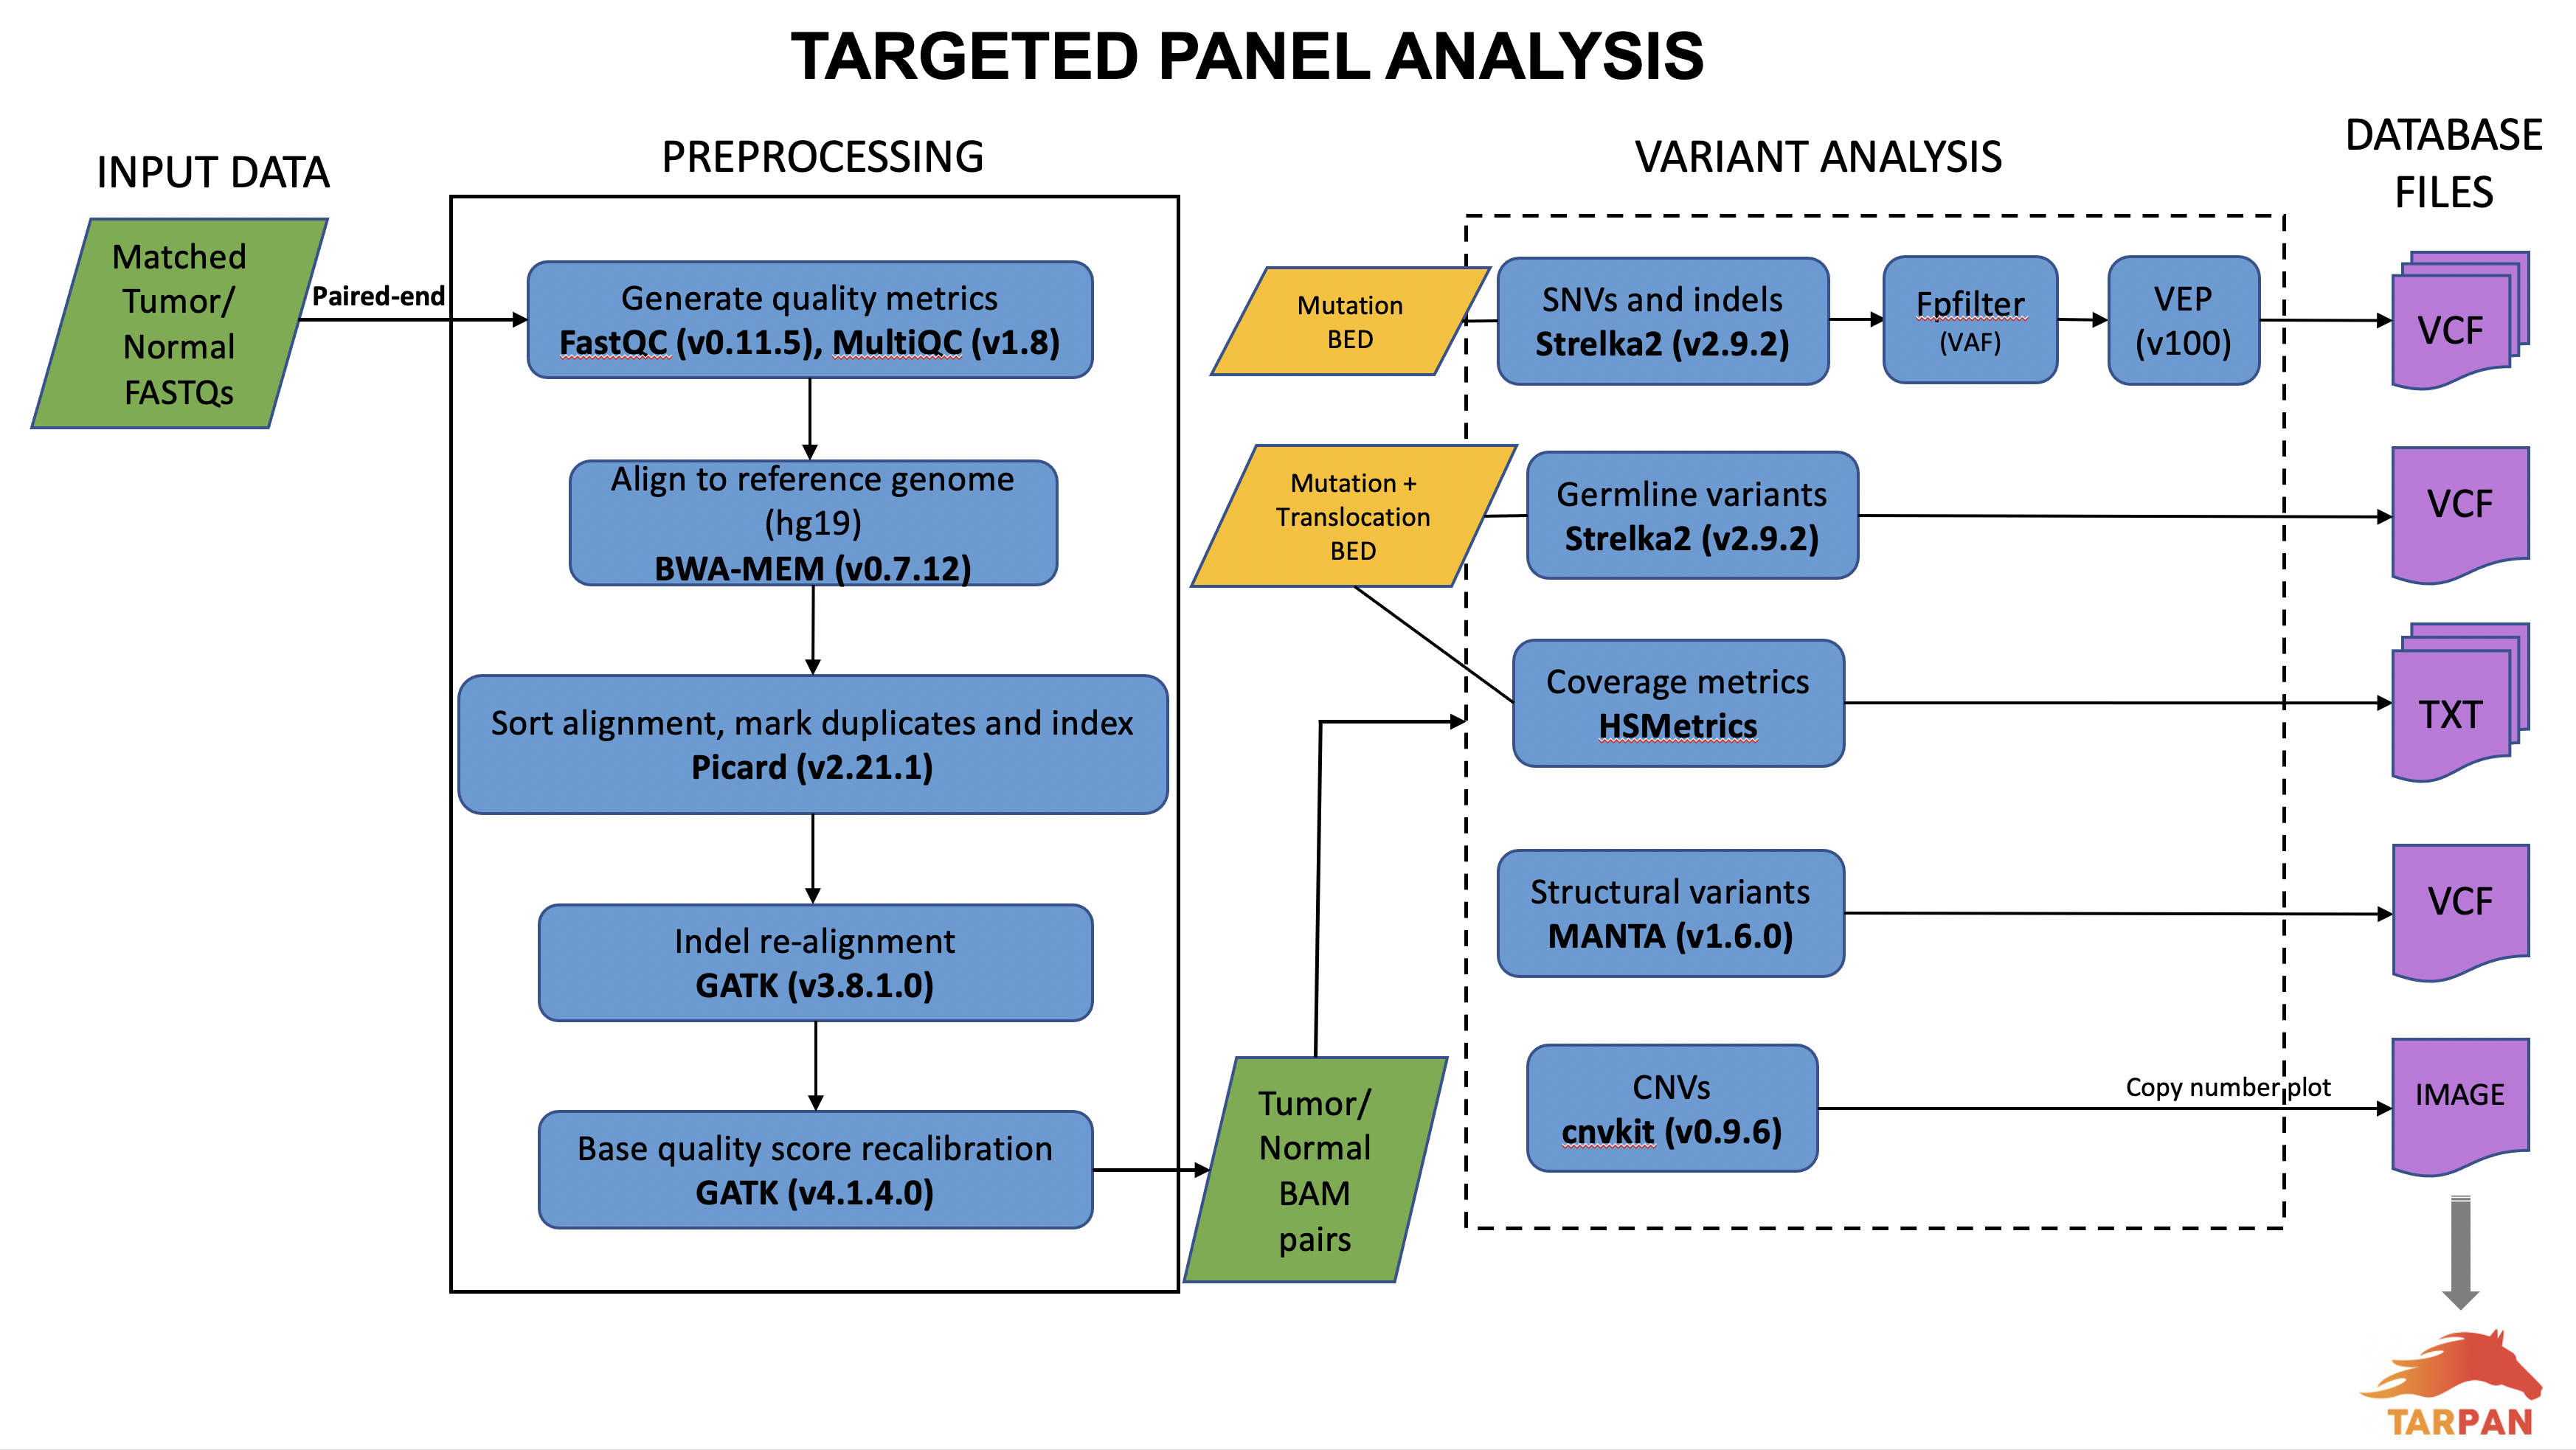 TARGETED PANEL ANALYSIS
INPUT DATA
Matched
Tumor/
Normal
FASTQs
Paired-end
PREPROCESSING
Generate quality metrics
FastQC (v0.11.5), MultiQC (v1.8)
Align to reference genome
(hg19)
BWA-MEM (v0.7.12)
Sort alignment, mark duplicates and index
Picard (v2.21.1)
Indel re-alignment
GATK (v3.8.1.0)
Base quality score recalibration
GATK (v4.1.4.0)
Tumor/
Normal
BAM
pairs
VARIANT ANALYSIS
Mutation
BED
SNVs and indels
Strelka2 (v2.9.2)
Fpfilter
(VAF)
VEP
(v100)
Mutation +
Translocation
BED
Germline variants
Strelka2 (v2.9.2)
Coverage metrics
HSMetrics
Structural variants
MANTA (v1.6.0)
CNVs
cnvkit (v0.9.6)
Copy number plot
DATABASE
FILES
VCF
VCF
TXT
VCF
IMAGE
TARPAN